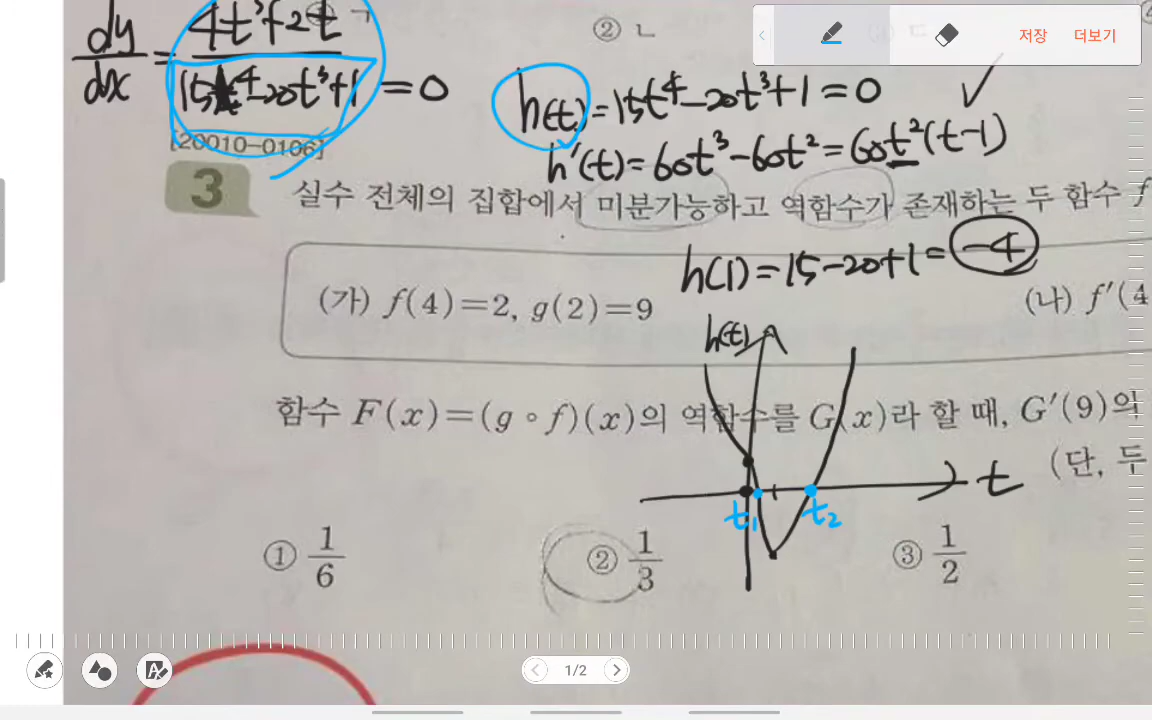 ② ㄴ
저장 더보기
dy/dx = 4t³+2t / 15t⁴-20t³+1 = 0
h(t)=15t⁴-20t³+1=0
h'(t)=60t³-60t²=60t²(t-1)
[20010-0106]
3 실수 전체의 집합에서 미분가능하고 역함수가 존재하는 두 함수 f
h(1)=15-20+1=-4
(가) f(4)=2, g(2)=9 (나) f'(4
h(t)
함수 F(x)=(g∘f)(x)의 역함수를 G(x)라 할 때, G'(9)의
(단, 두
t
t₁ t₂
① 1/6 ② 1/3 ③ 1/2
1/2